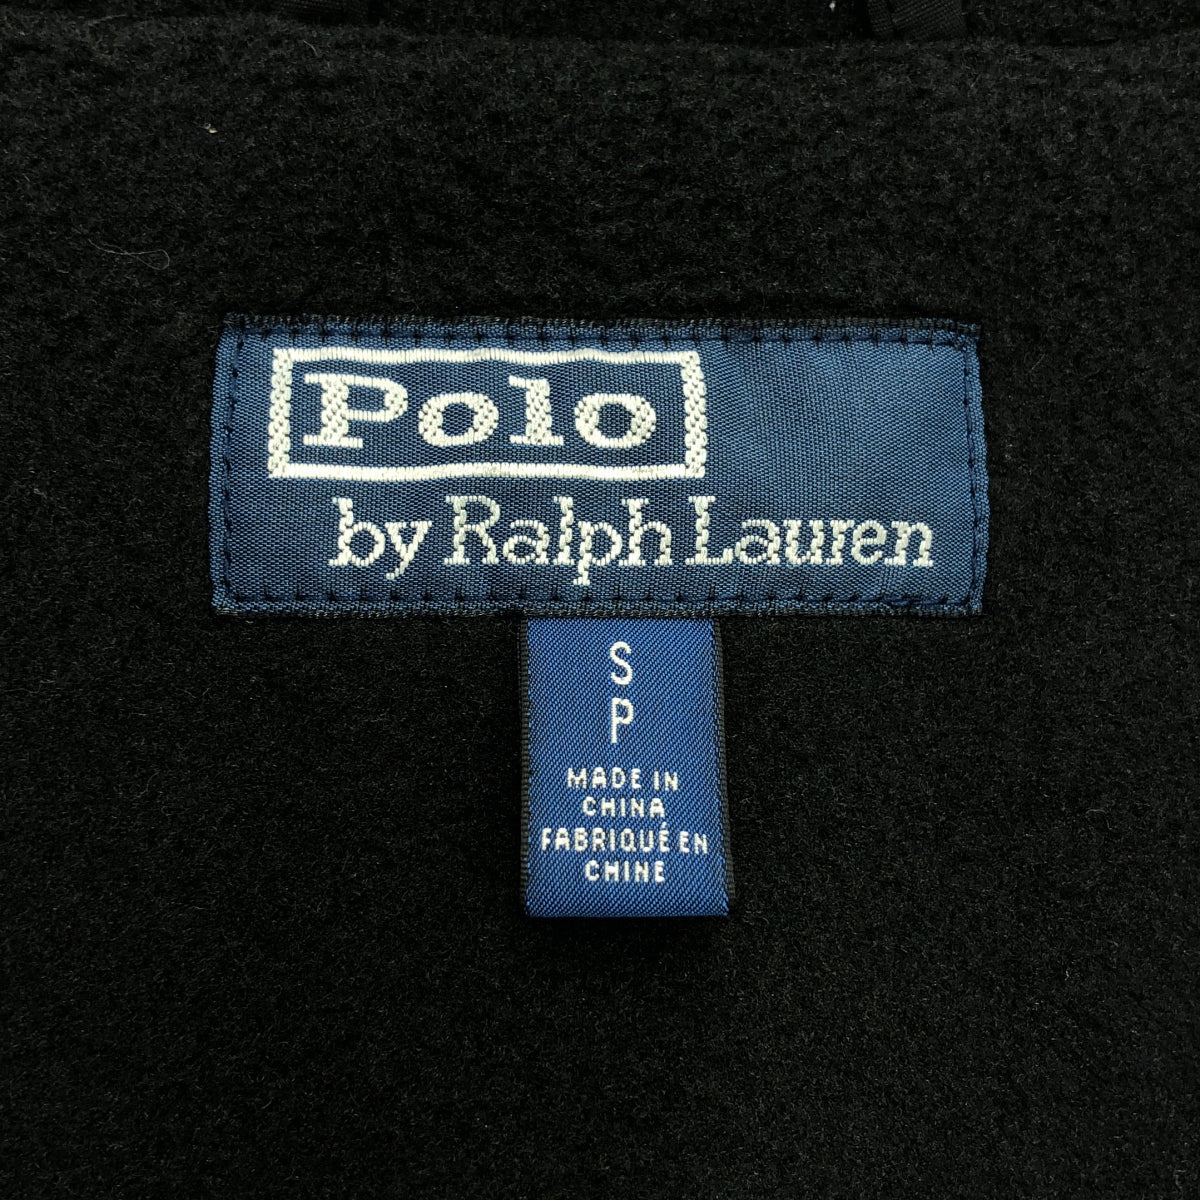 Polo
by Ralph Lauren
S
P
MADE IN
CHINA
FABRIQUÉ EN
CHINE